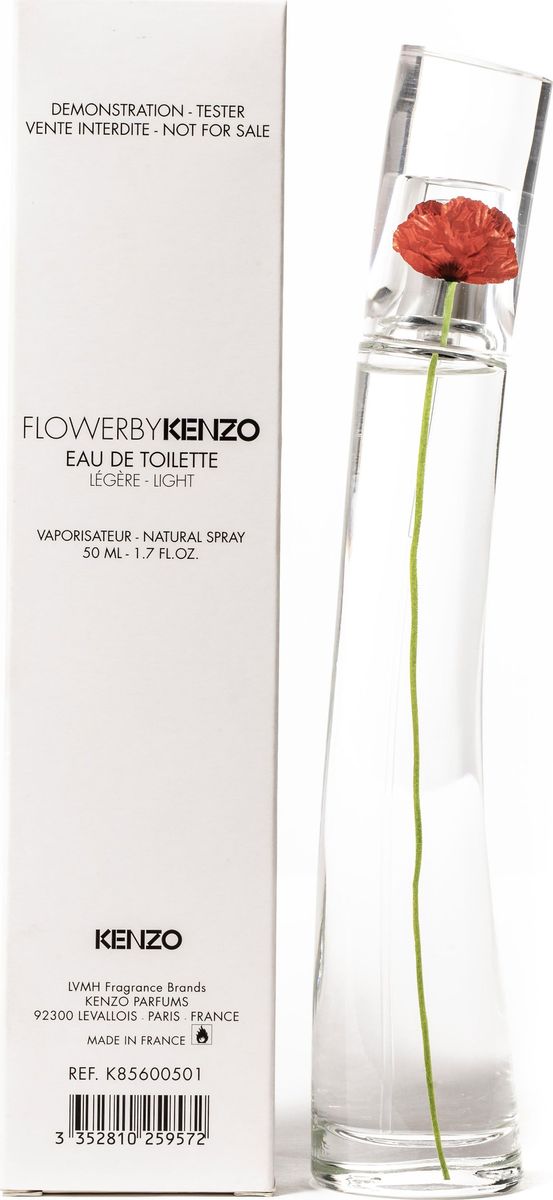 DEMONSTRATION - TESTER
VENTE INTERDITE - NOT FOR SALE
FLOWERBYKENZO
EAU DE TOILETTE
LÉGÈRE - LIGHT
VAPORISATEUR - NATURAL SPRAY
50 ML - 1.7 FL.OZ.
KENZO
LVMH Fragrance Brands
KENZO PARFUMS
92300 LEVALLOIS . PARIS . FRANCE
MADE IN FRANCE
REF. K85600501
3 352810 259572